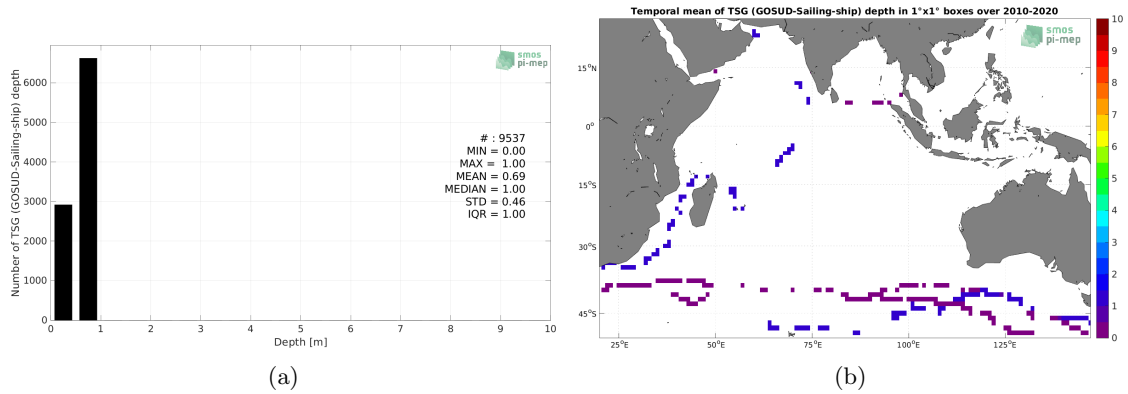 smos
pi-mep
Number of TSG (GOSUD-Sailing-ship) depth
6000
5000
4000
3000
2000
1000
0
# : 9537
MIN = 0.00
MAX = 1.00
MEAN = 0.69
MEDIAN = 1.00
STD = 0.46
IQR = 1.00
0 1 2 3 4 5 6 7 8 9 10
Depth [m]
(a)
Temporal mean of TSG (GOSUD-Sailing-ship) depth in 1°x1° boxes over 2010-2020
smos
pi-mep
15°N
0°
15°S
30°S
45°S
25°E 50°E 75°E 100°E 125°E
10
9
8
7
6
5
4
3
2
1
0
(b)